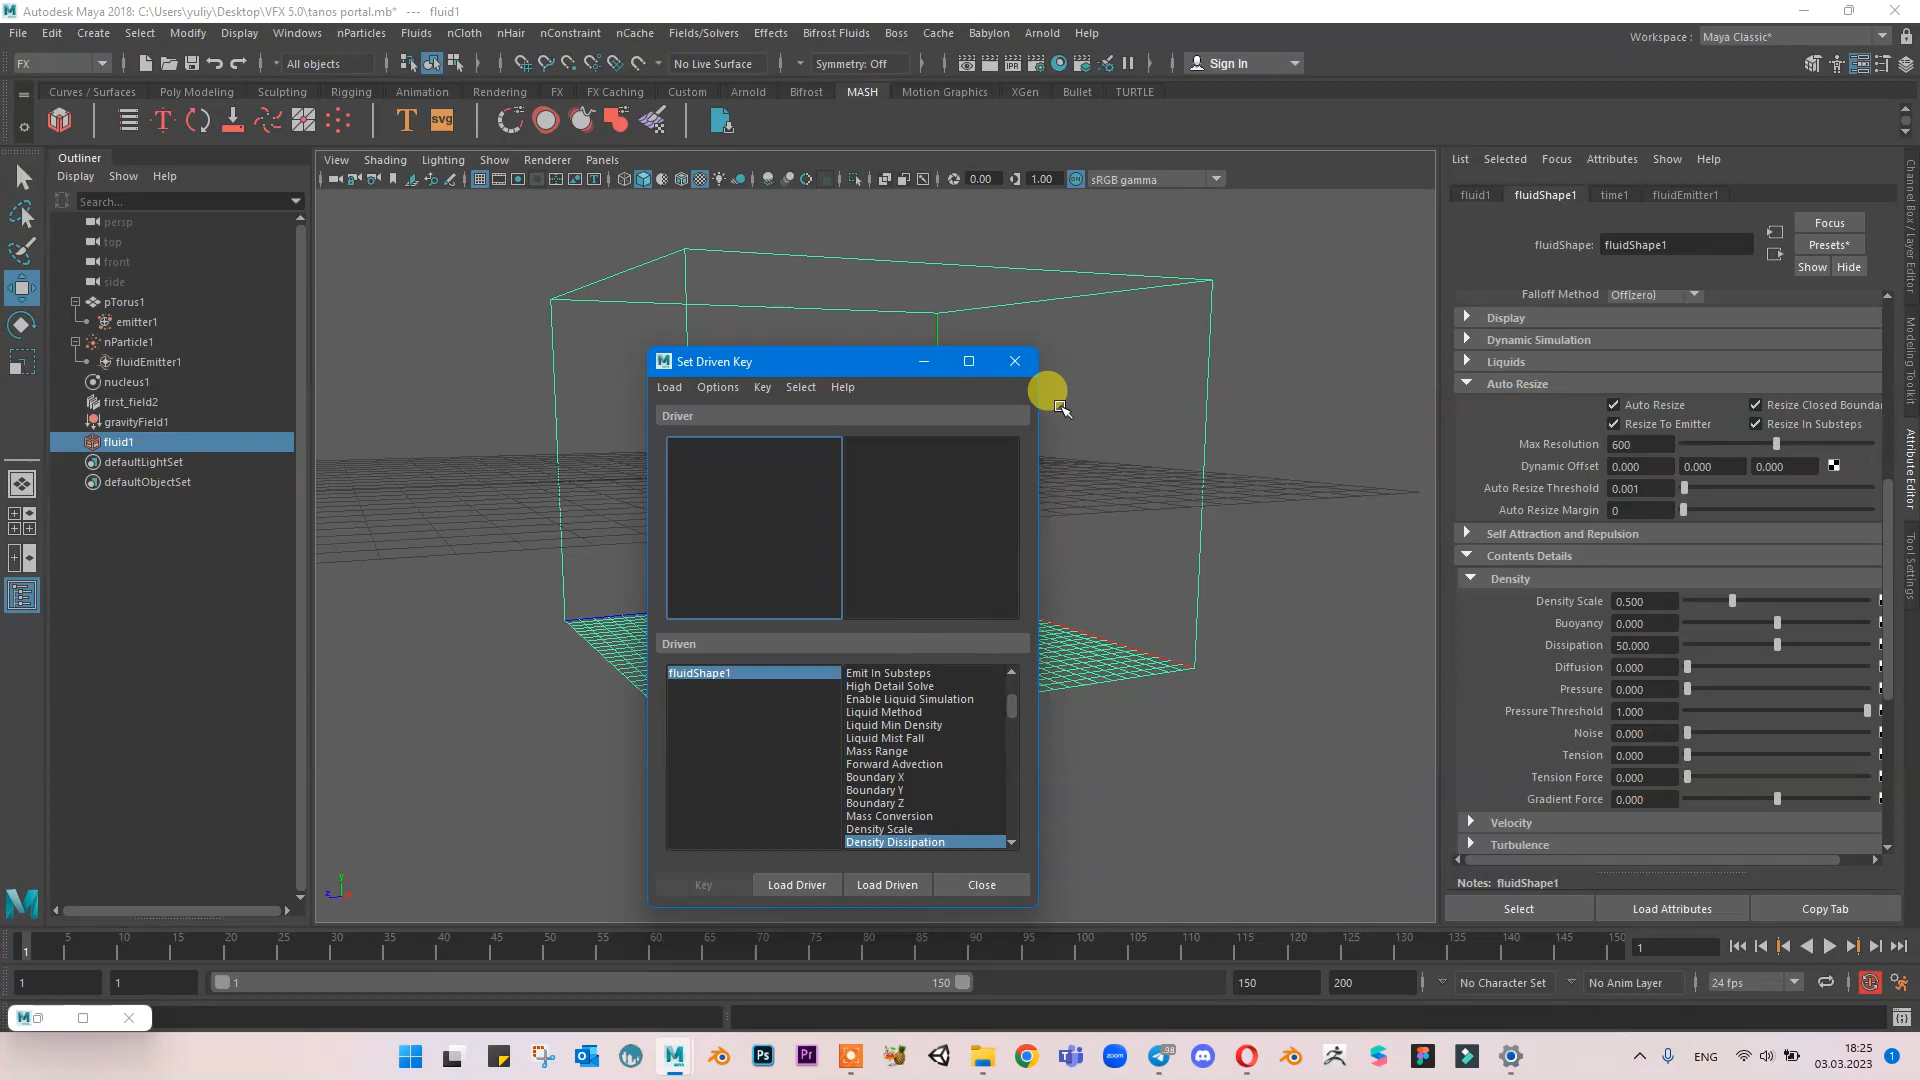 Autodesk Maya 2018: C:\Users\yuliy\Desktop\VFX 5.0\tanos portal.mb* --- fluid1
File Edit Create Select Modify Display Windows nParticles Fluids nCloth nHair nConstraint nCache Fields/Solvers Effects Bifrost Fluids Boss Cache Babylon Arnold Help
Workspace : Maya Classic*
FX All objects No Live Surface Symmetry: Off Sign In
Curves / Surfaces Poly Modeling Sculpting Rigging Animation Rendering FX FX Caching Custom Arnold Bifrost MASH Motion Graphics XGen Bullet TURTLE
T T svg
Outliner
Display Show Help
Search...
persp
top
front
side
pTorus1
emitter1
nParticle1
fluidEmitter1
nucleus1
first_field2
gravityField1
fluid1
defaultLightSet
defaultObjectSet
View Shading Lighting Show Renderer Panels
0.00 1.00 sRGB gamma
Set Driven Key
Load Options Key Select Help
Driver
Driven
fluidShape1
Emit In Substeps
High Detail Solve
Enable Liquid Simulation
Liquid Method
Liquid Min Density
Liquid Mist Fall
Mass Range
Forward Advection
Boundary X
Boundary Y
Boundary Z
Mass Conversion
Density Scale
Density Dissipation
Key Load Driver Load Driven Close
y
z
List Selected Focus Attributes Show Help
fluid1 fluidShape1 time1 fluidEmitter1
fluidShape: fluidShape1
Focus
Presets*
Show Hide
Falloff Method Off(zero)
Display
Dynamic Simulation
Liquids
Auto Resize
Auto Resize Resize Closed Bounda
Resize To Emitter Resize In Substeps
Max Resolution 600
Dynamic Offset 0.000 0.000 0.000
Auto Resize Threshold 0.001
Auto Resize Margin 0
Self Attraction and Repulsion
Contents Details
Density
Density Scale 0.500
Buoyancy 0.000
Dissipation 50.000
Diffusion 0.000
Pressure 0.000
Pressure Threshold 1.000
Noise 0.000
Tension 0.000
Tension Force 0.000
Gradient Force 0.000
Velocity
Turbulence
Notes: fluidShape1
Select Load Attributes Copy Tab
Channel Box / Layer Editor
Modeling Toolkit
Attribute Editor
Tool Settings
1 5 10 15 20 25 30 35 40 45 50 55 60 65 70 75 80 85 90 95 100 105 110 115 120 125 130 135 140 145 150 1
1 1 1 150 150 200 No Character Set No Anim Layer 24 fps
ENG
18:25
03.03.2023